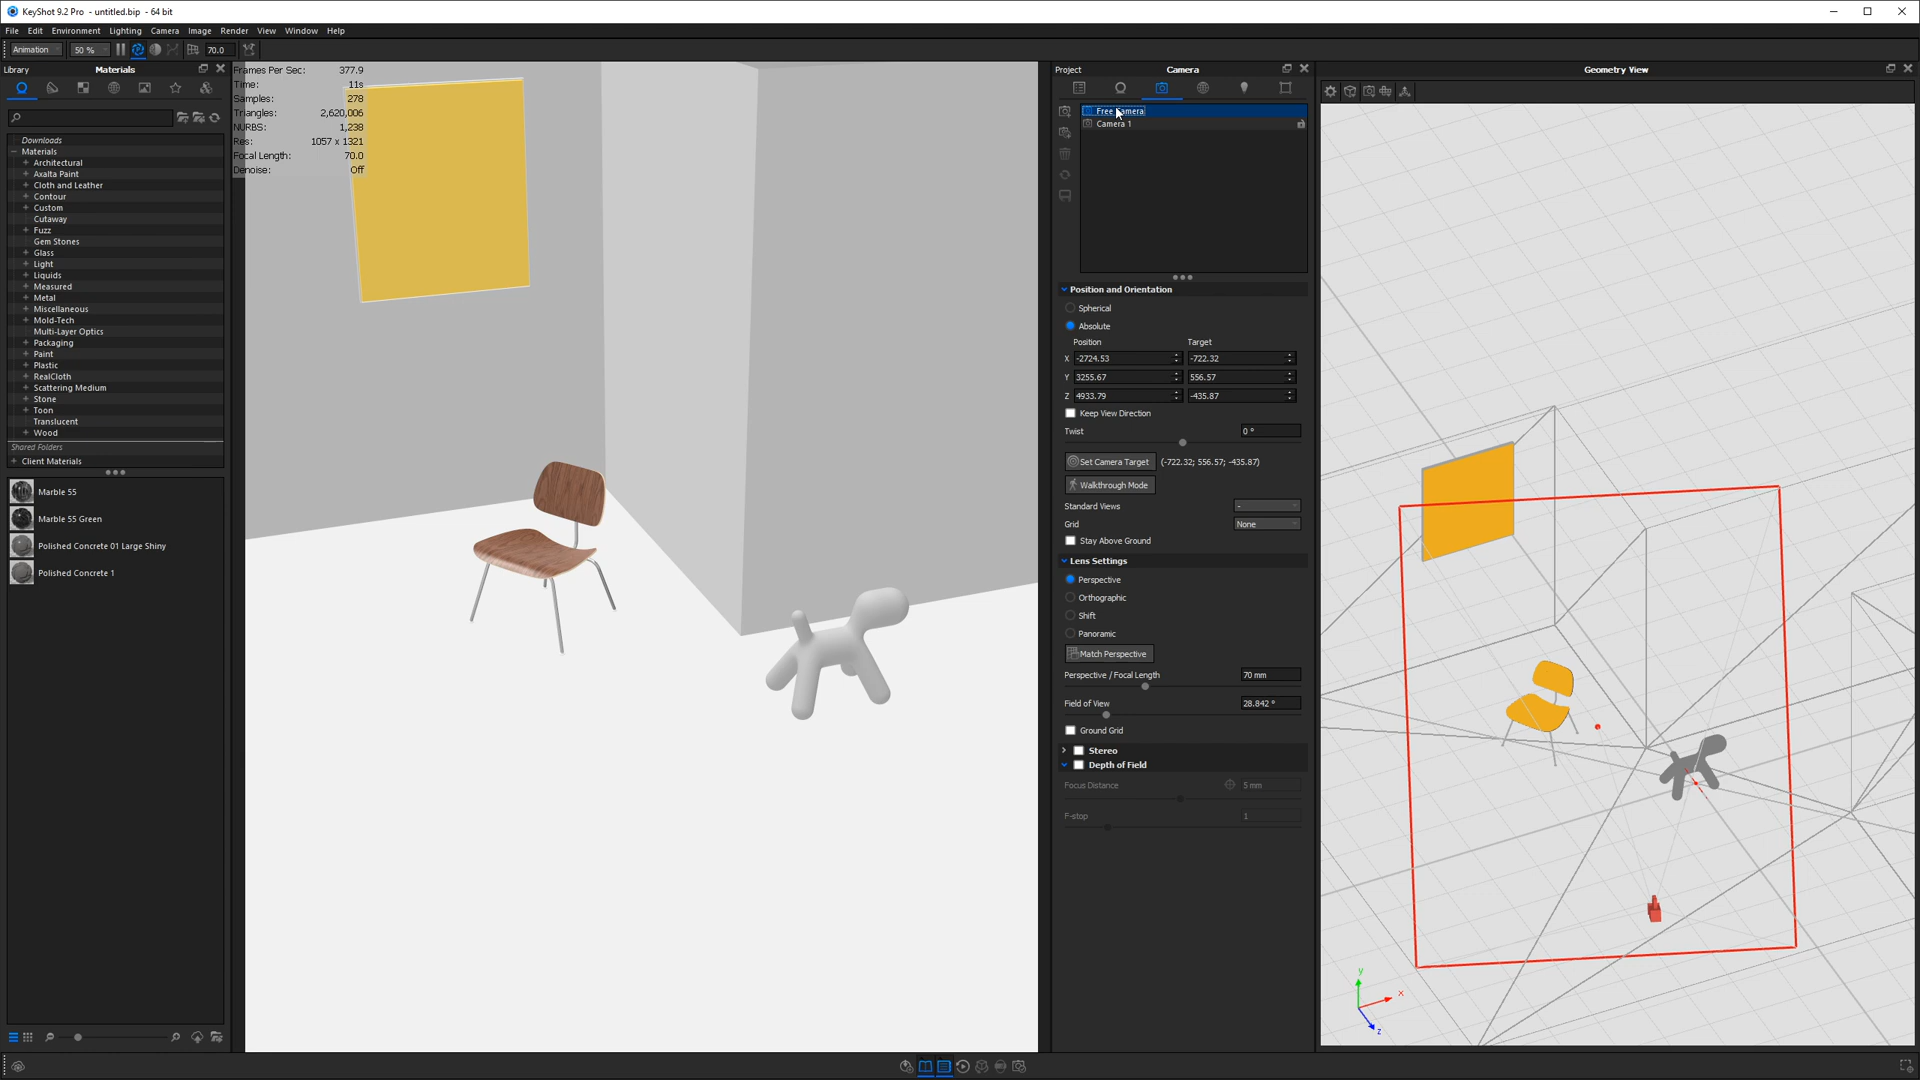 KeyShot 9.2 Pro - untitled.bip - 64 bit
File Edit Environment Lighting Camera Image Render View Window Help
Animation 50 % 70.0
Library Materials
Downloads
Materials
Architectural
Axalta Paint
Cloth and Leather
Contour
Custom
Cutaway
Fuzz
Gem Stones
Glass
Light
Liquids
Measured
Metal
Miscellaneous
Mold-Tech
Multi-Layer Optics
Packaging
Paint
Plastic
RealCloth
Scattering Medium
Stone
Toon
Translucent
Wood
Shared Folders
Client Materials
Marble 55
Marble 55 Green
Polished Concrete 01 Large Shiny
Polished Concrete 1
Frames Per Sec: 377.9
Time: 11s
Samples: 278
Triangles: 2,620,006
NURBS: 1,238
Res: 1057 x 1321
Focal Length: 70.0
Denoise: Off
Project Camera
Free Camera
Camera 1
Position and Orientation
Spherical
Absolute
Position Target
X -2724.53 -722.32
Y 3255.67 556.57
Z 4933.79 -435.87
Keep View Direction
Twist 0 °
Set Camera Target (-722.32; 556.57; -435.87)
Walkthrough Mode
Standard Views -
Grid None
Stay Above Ground
Lens Settings
Perspective
Orthographic
Shift
Panoramic
Match Perspective
Perspective / Focal Length 70 mm
Field of View 28.842 °
Ground Grid
Stereo
Depth of Field
Focus Distance 5 mm
F-stop 1
Geometry View
y
x
z